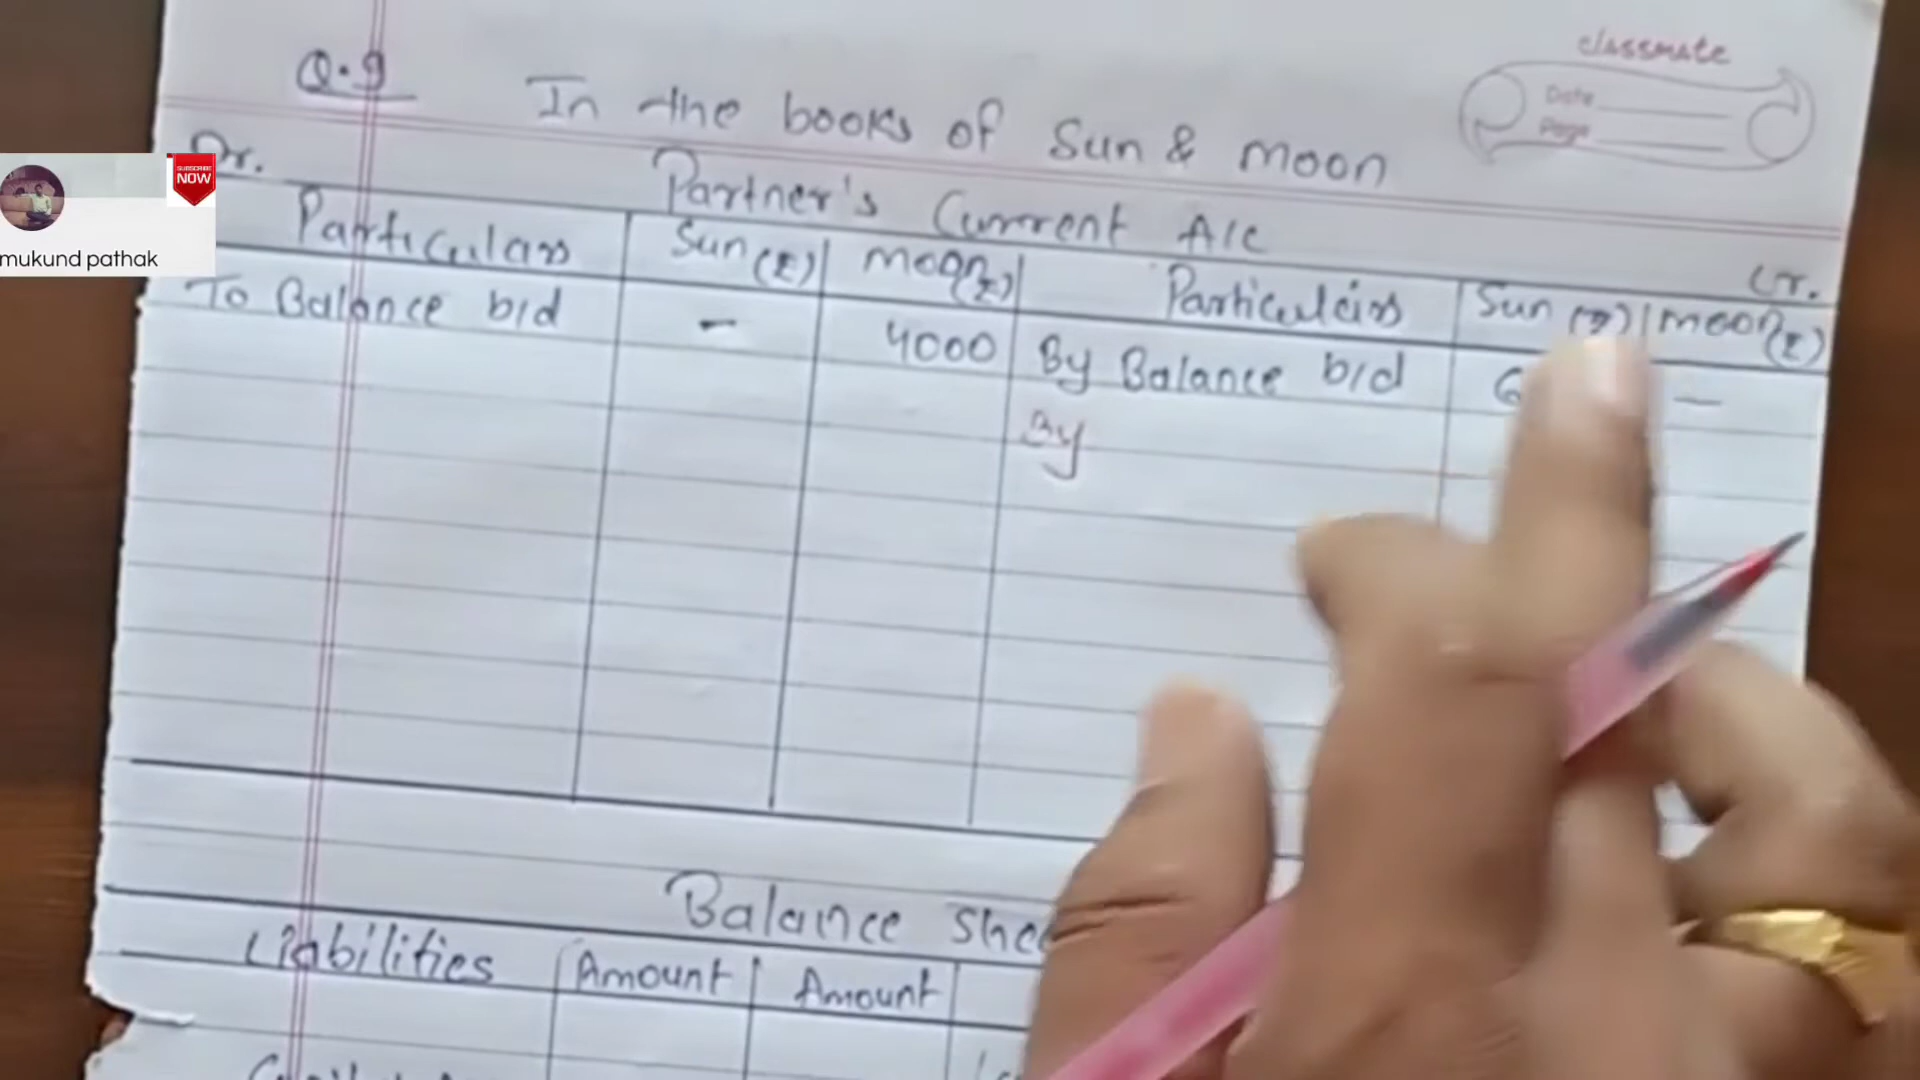 classmate
Date
Page
Q.9
In the books of Sun & moon
Dr.
Partner's Current A/c
Cr.
Particulars Sun(₹) moon(₹) Particulars Sun (₹) moon(₹)
To Balance b/d - 4000 By Balance b/d —
By
SUBSCRIBE
NOW
mukund pathak
Balance
Liabilities Amount Amount